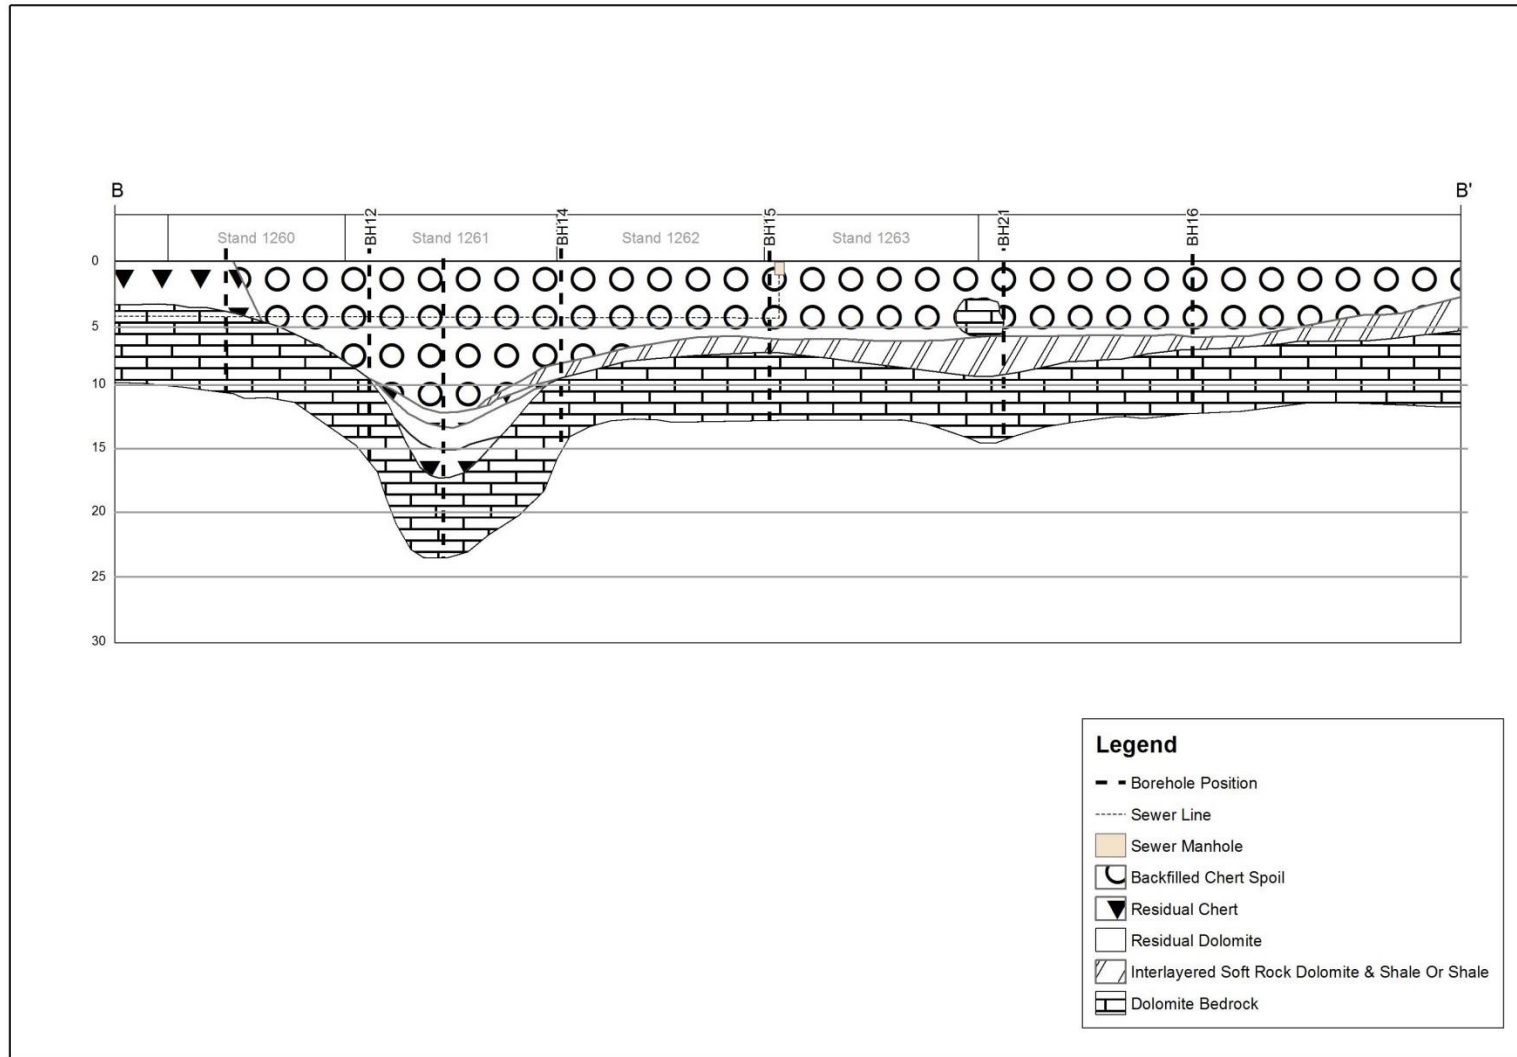 B
B'
Stand 1260
BH12
Stand 1261
BH14
Stand 1262
BH15
Stand 1263
BH21
BH16
0
5
10
15
20
25
30
Legend
Borehole Position
Sewer Line
Sewer Manhole
Backfilled Chert Spoil
Residual Chert
Residual Dolomite
Interlayered Soft Rock Dolomite & Shale Or Shale
Dolomite Bedrock